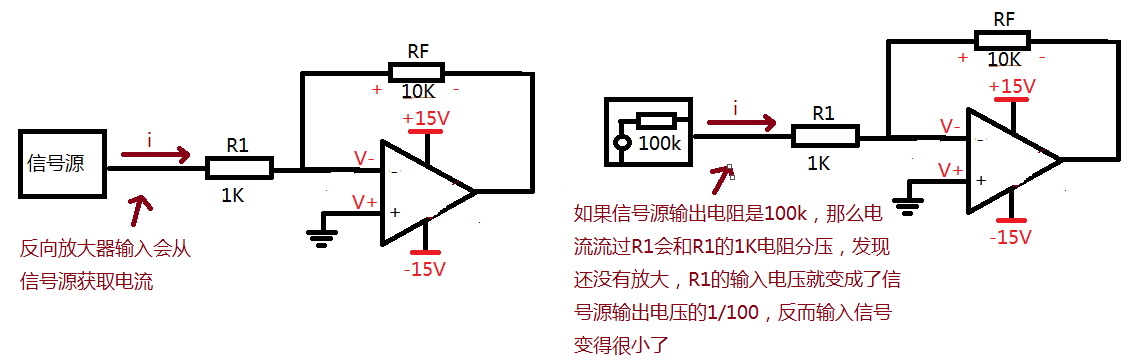 RF
10K
+15V
信号源
i
R1
1K
V-
V+
+
-
-
+
-15V
反向放大器输入会从
信号源获取电流
RF
10K
+
-
+15V
100k
i
R1
1K
V-
V+
-
+
-15V
如果信号源输出电阻是100k，那么电
流流过R1会和R1的1K电阻分压，发现
还没有放大，R1的输入电压就变成了信
号源输出电压的1/100，反而输入信号
变得很小了